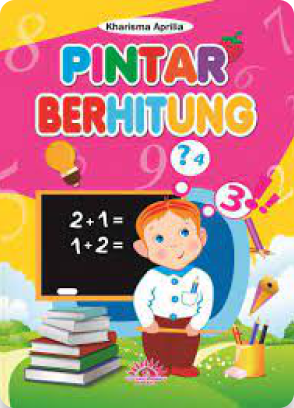 Kharisma Aprilia
PINTAR
BERHITUNG
? 4
3!
2+1=
1+2=